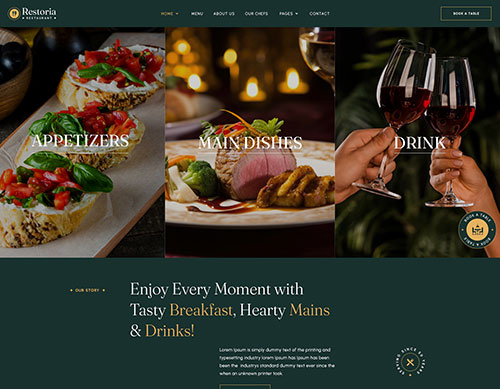 Restoria
RESTAURANT
HOME
MENU
ABOUT US
OUR CHEFS
PAGES
CONTACT
BOOK A TABLE
APPETIZERS
MAIN DISHES
DRINK
BOOK A TABLE
OUR STORY
Enjoy Every Moment with
Tasty Breakfast, Hearty Mains
& Drinks!
Lorem Ipsum is simply dummy text of the printing and
typesetting industry lorem Ipsum has Ipsum has been
been the industrys standard dummy text ever since the
when an unknown printer took.